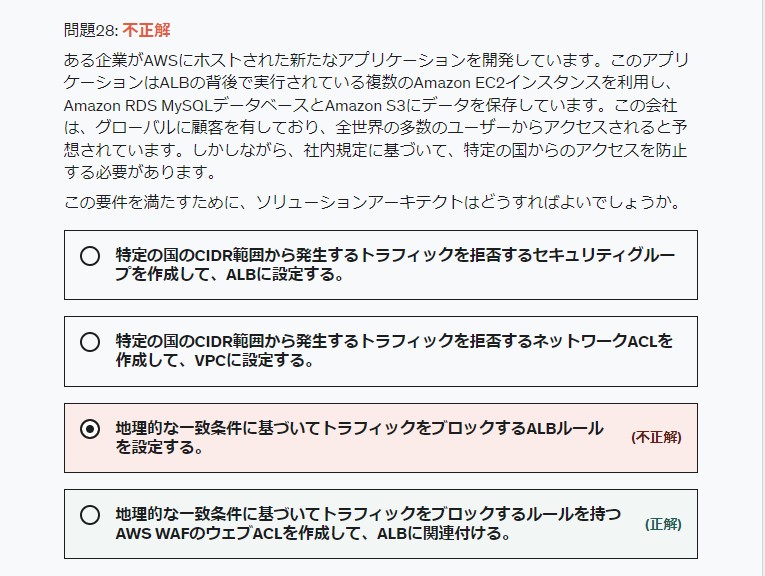 問題28: 不正解
ある企業がAWSにホストされた新たなアプリケーションを開発しています。このアプリ
ケーションはALBの背後で実行されている複数のAmazon EC2インスタンスを利用し、
Amazon RDS MySQLデータベースとAmazon S3にデータを保存しています。この会社
は、グローバルに顧客を有しており、全世界の多数のユーザーからアクセスされると予
想されています。しかしながら、社内規定に基づいて、特定の国からのアクセスを防止
する必要があります。
この要件を満たすために、ソリューションアーキテクトはどうすればよいでしょうか。
特定の国のCIDR範囲から発生するトラフィックを拒否するセキュリティグルー
プを作成して、ALBに設定する。
特定の国のCIDR範囲から発生するトラフィックを拒否するネットワークACLを
作成して、VPCに設定する。
地理的な一致条件に基づいてトラフィックをブロックするALBルール
を設定する。
(不正解)
地理的な一致条件に基づいてトラフィックをブロックするルールを持つ
AWS WAFのウェブACLを作成して、ALBに関連付ける。
(正解)